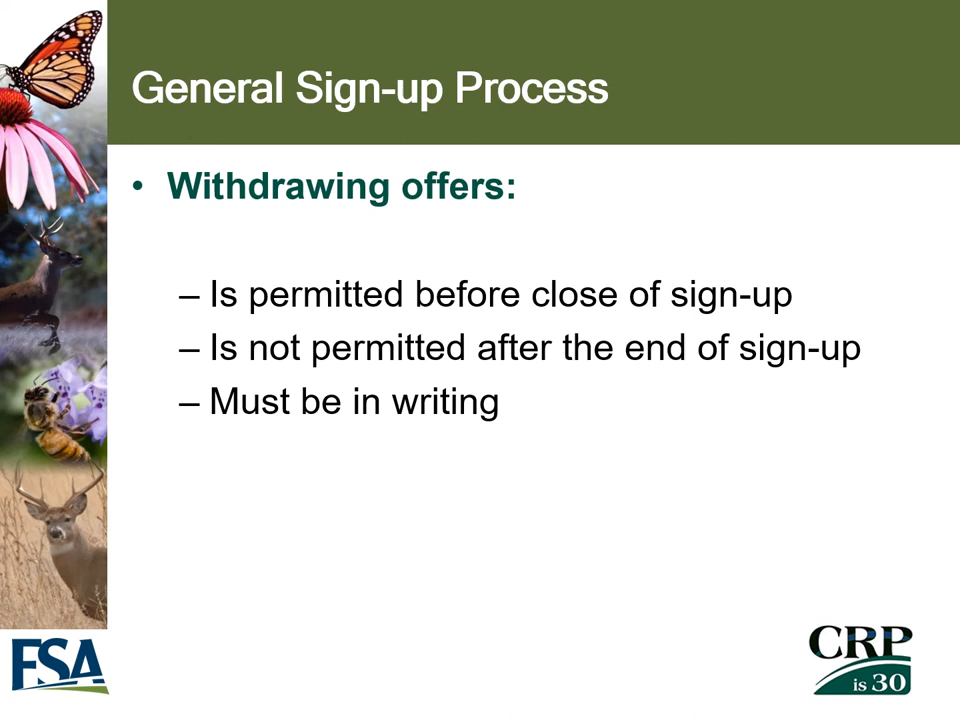 General Sign-up Process
• Withdrawing offers:
– Is permitted before close of sign-up
– Is not permitted after the end of sign-up
– Must be in writing
FSA
CRP
is 30